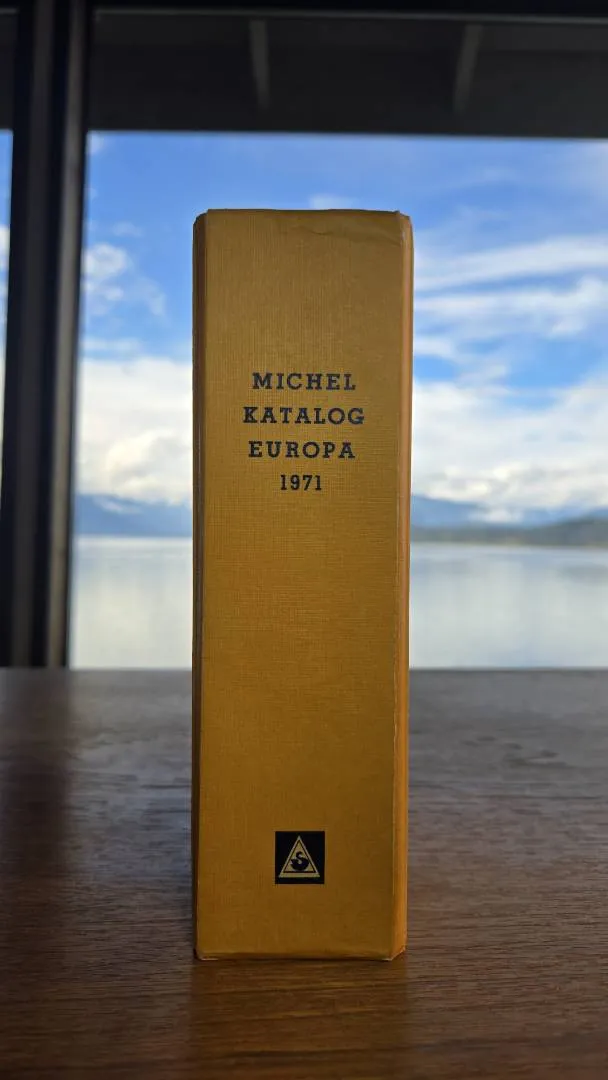 MICHEL
KATALOG
EUROPA
1971
S